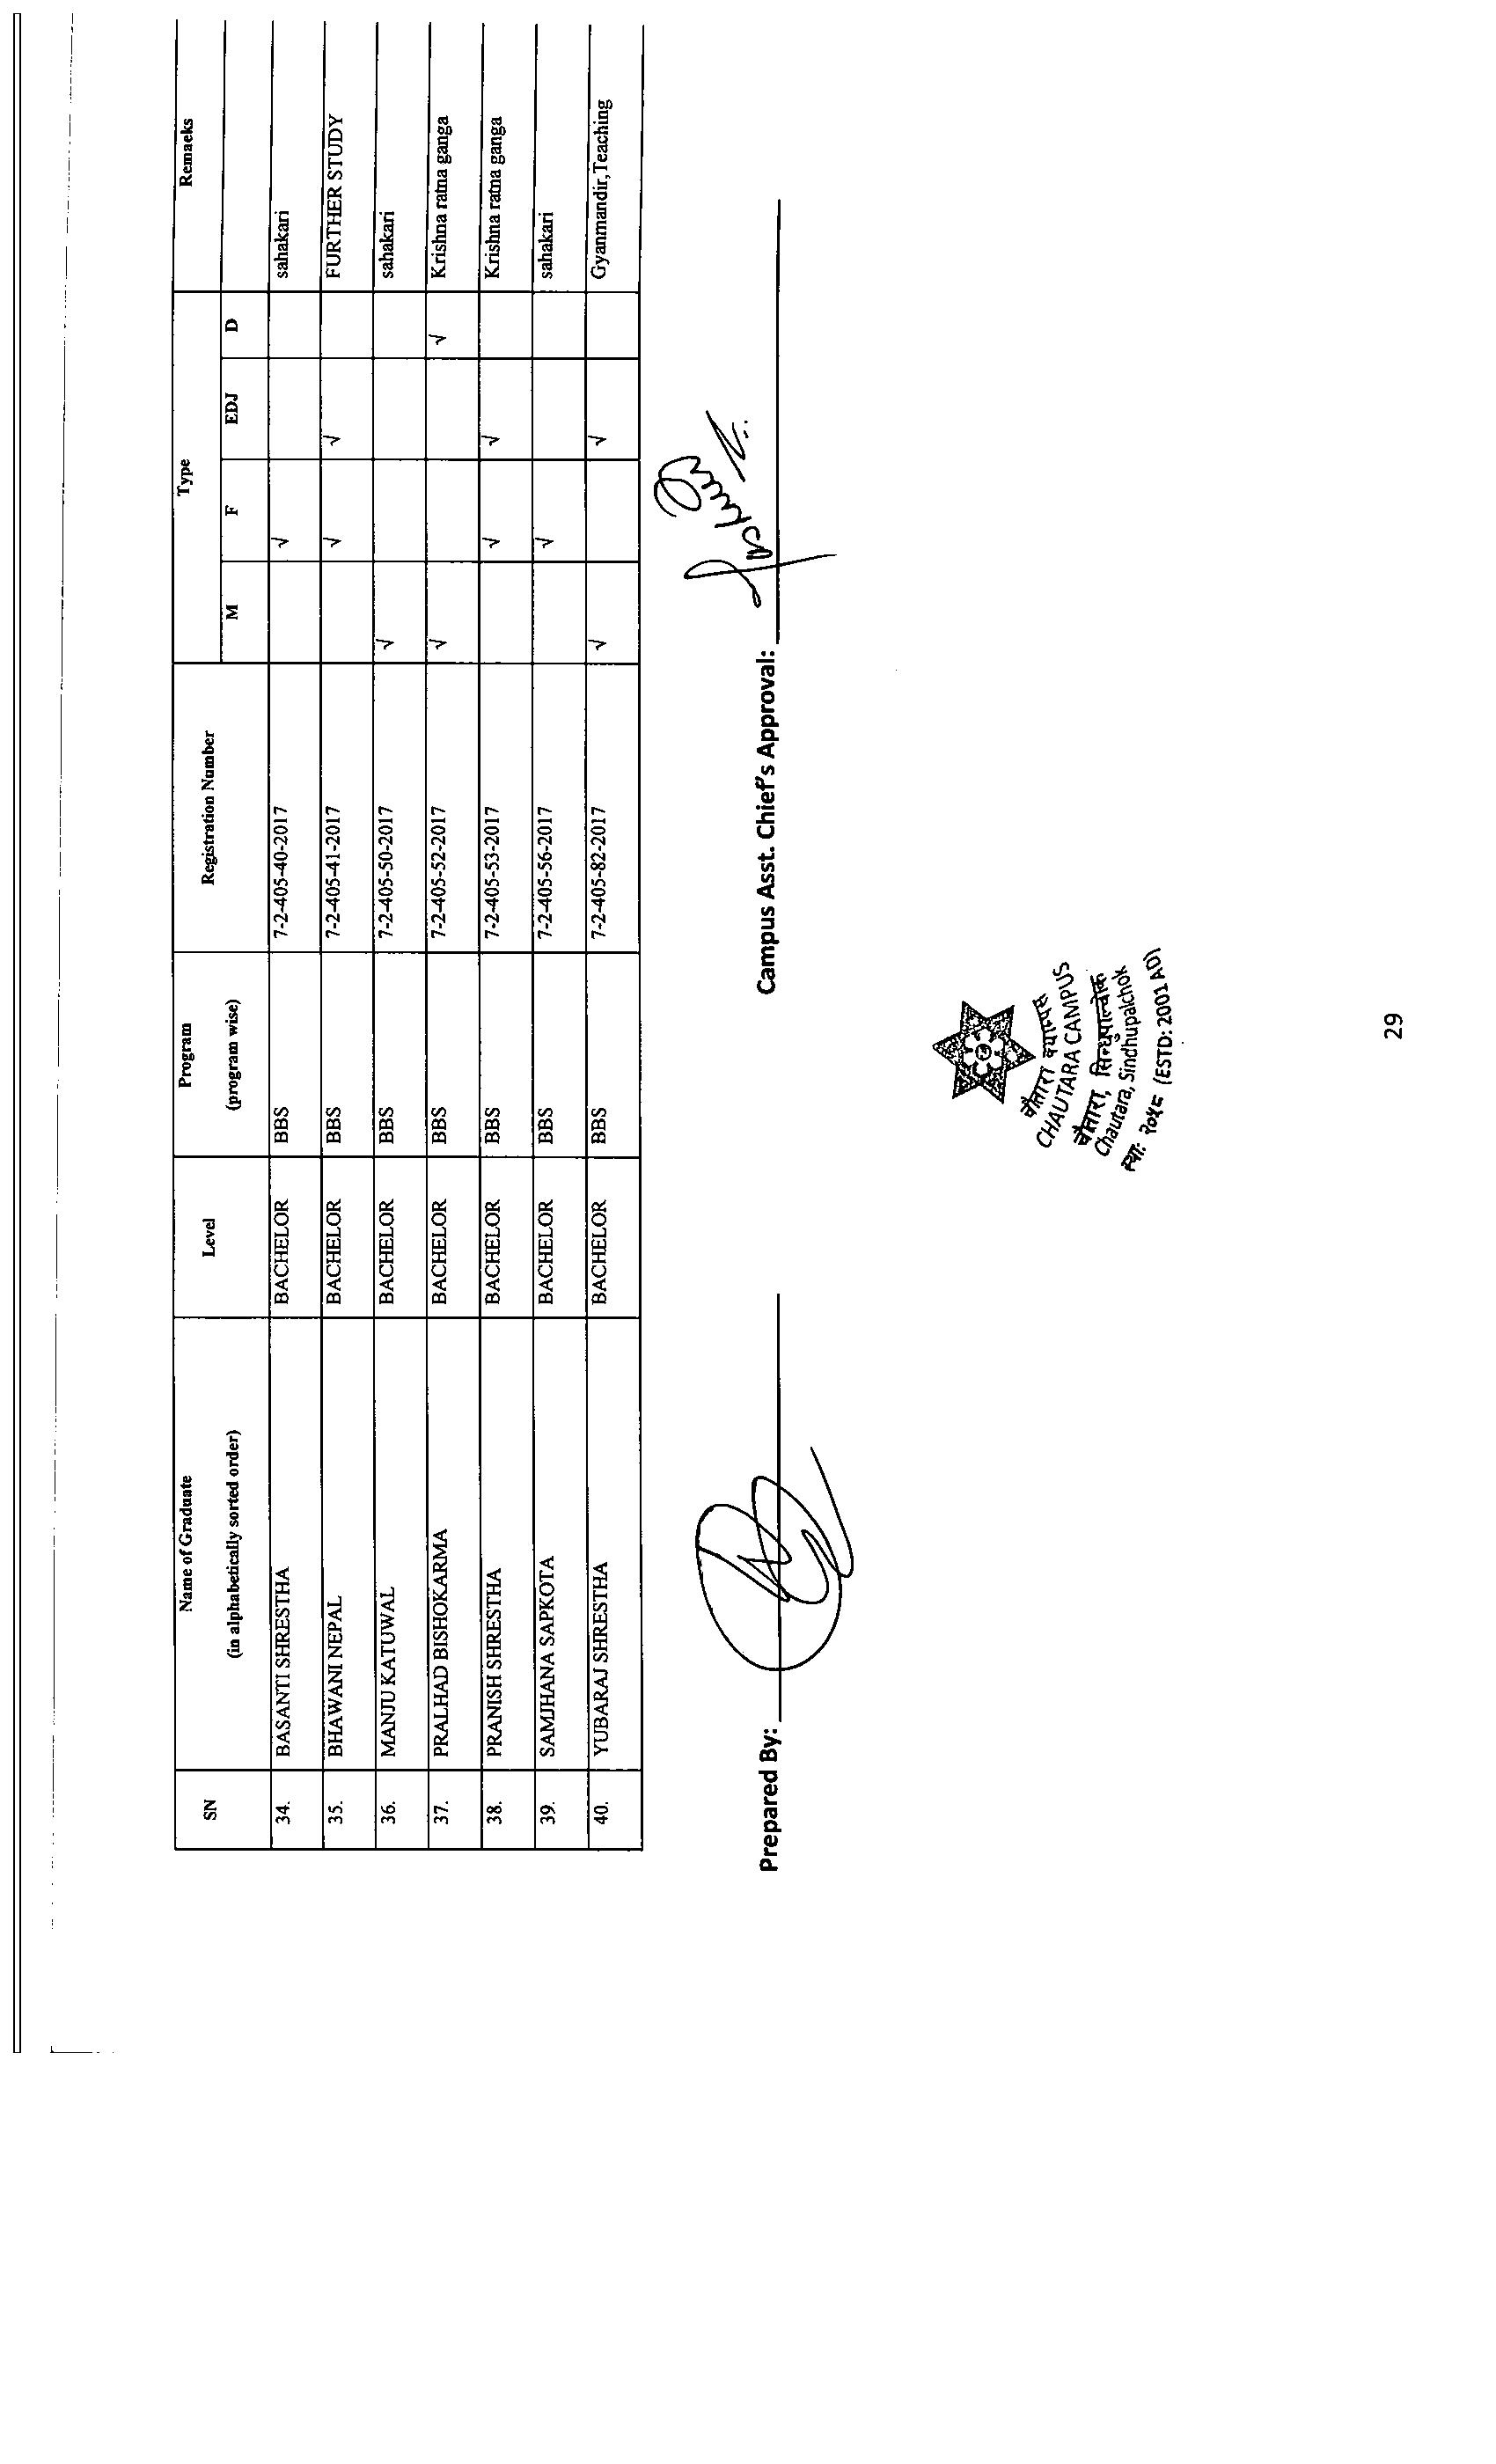 SN Name of Graduate Level Program Registration Number Type Remaeks
(in alphabetically sorted order) (program wise) M F EDJ D
34. BASANTI SHRESTHA BACHELOR BBS 7-2-405-40-2017 √ sahakari
35. BHAWANI NEPAL BACHELOR BBS 7-2-405-41-2017 √ √ FURTHER STUDY
36. MANJU KATUWAL BACHELOR BBS 7-2-405-50-2017 √ sahakari
37. PRALHAD BISHOKARMA BACHELOR BBS 7-2-405-52-2017 √ √ Krishna ratna ganga
38. PRANISH SHRESTHA BACHELOR BBS 7-2-405-53-2017 √ √ Krishna ratna ganga
39. SAMJHANA SAPKOTA BACHELOR BBS 7-2-405-56-2017 √ sahakari
40. YUBARAJ SHRESTHA BACHELOR BBS 7-2-405-82-2017 √ √ Gyanmandir,Teaching
Prepared By: Campus Asst. Chief's Approval:
चौतारा क्याम्पस
CHAUTARA CAMPUS
चौतारा, सिन्धुपाल्चोक
Chautara, Sindhupalchok
स्था: २०५८ (ESTD: 2001 AD)
29